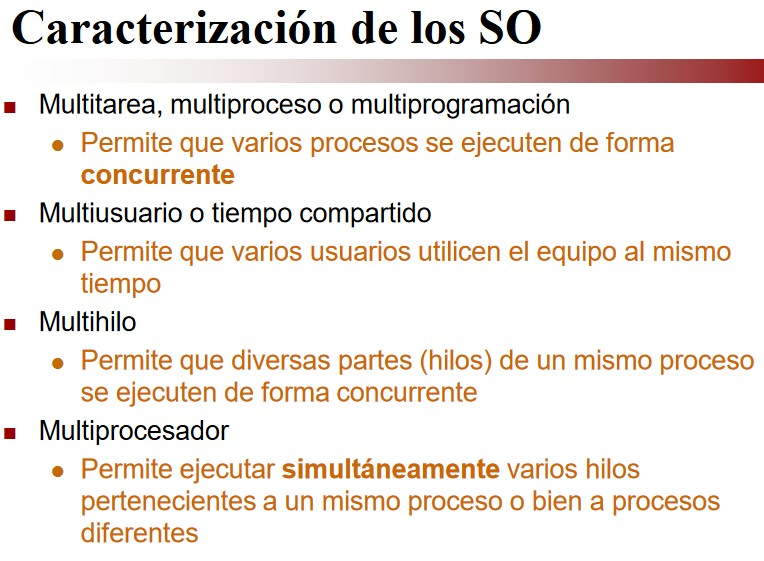 Caracterización de los SO
Multitarea, multiproceso o multiprogramación
Permite que varios procesos se ejecuten de forma
concurrente
Multiusuario o tiempo compartido
Permite que varios usuarios utilicen el equipo al mismo
tiempo
Multihilo
Permite que diversas partes (hilos) de un mismo proceso
se ejecuten de forma concurrente
Multiprocesador
Permite ejecutar simultáneamente varios hilos
pertenecientes a un mismo proceso o bien a procesos
diferentes